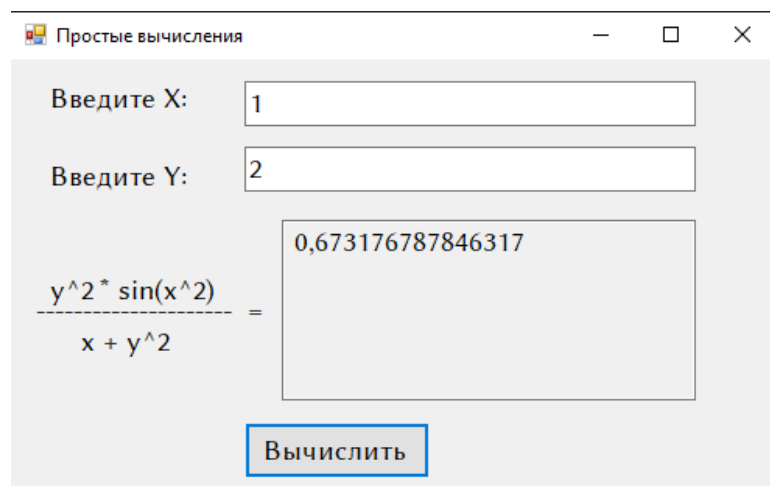 Простые вычисления
Введите X: 1
Введите Y: 2
0,673176787846317
y^2 * sin(x^2)
--------------------- =
x + y^2
Вычислить